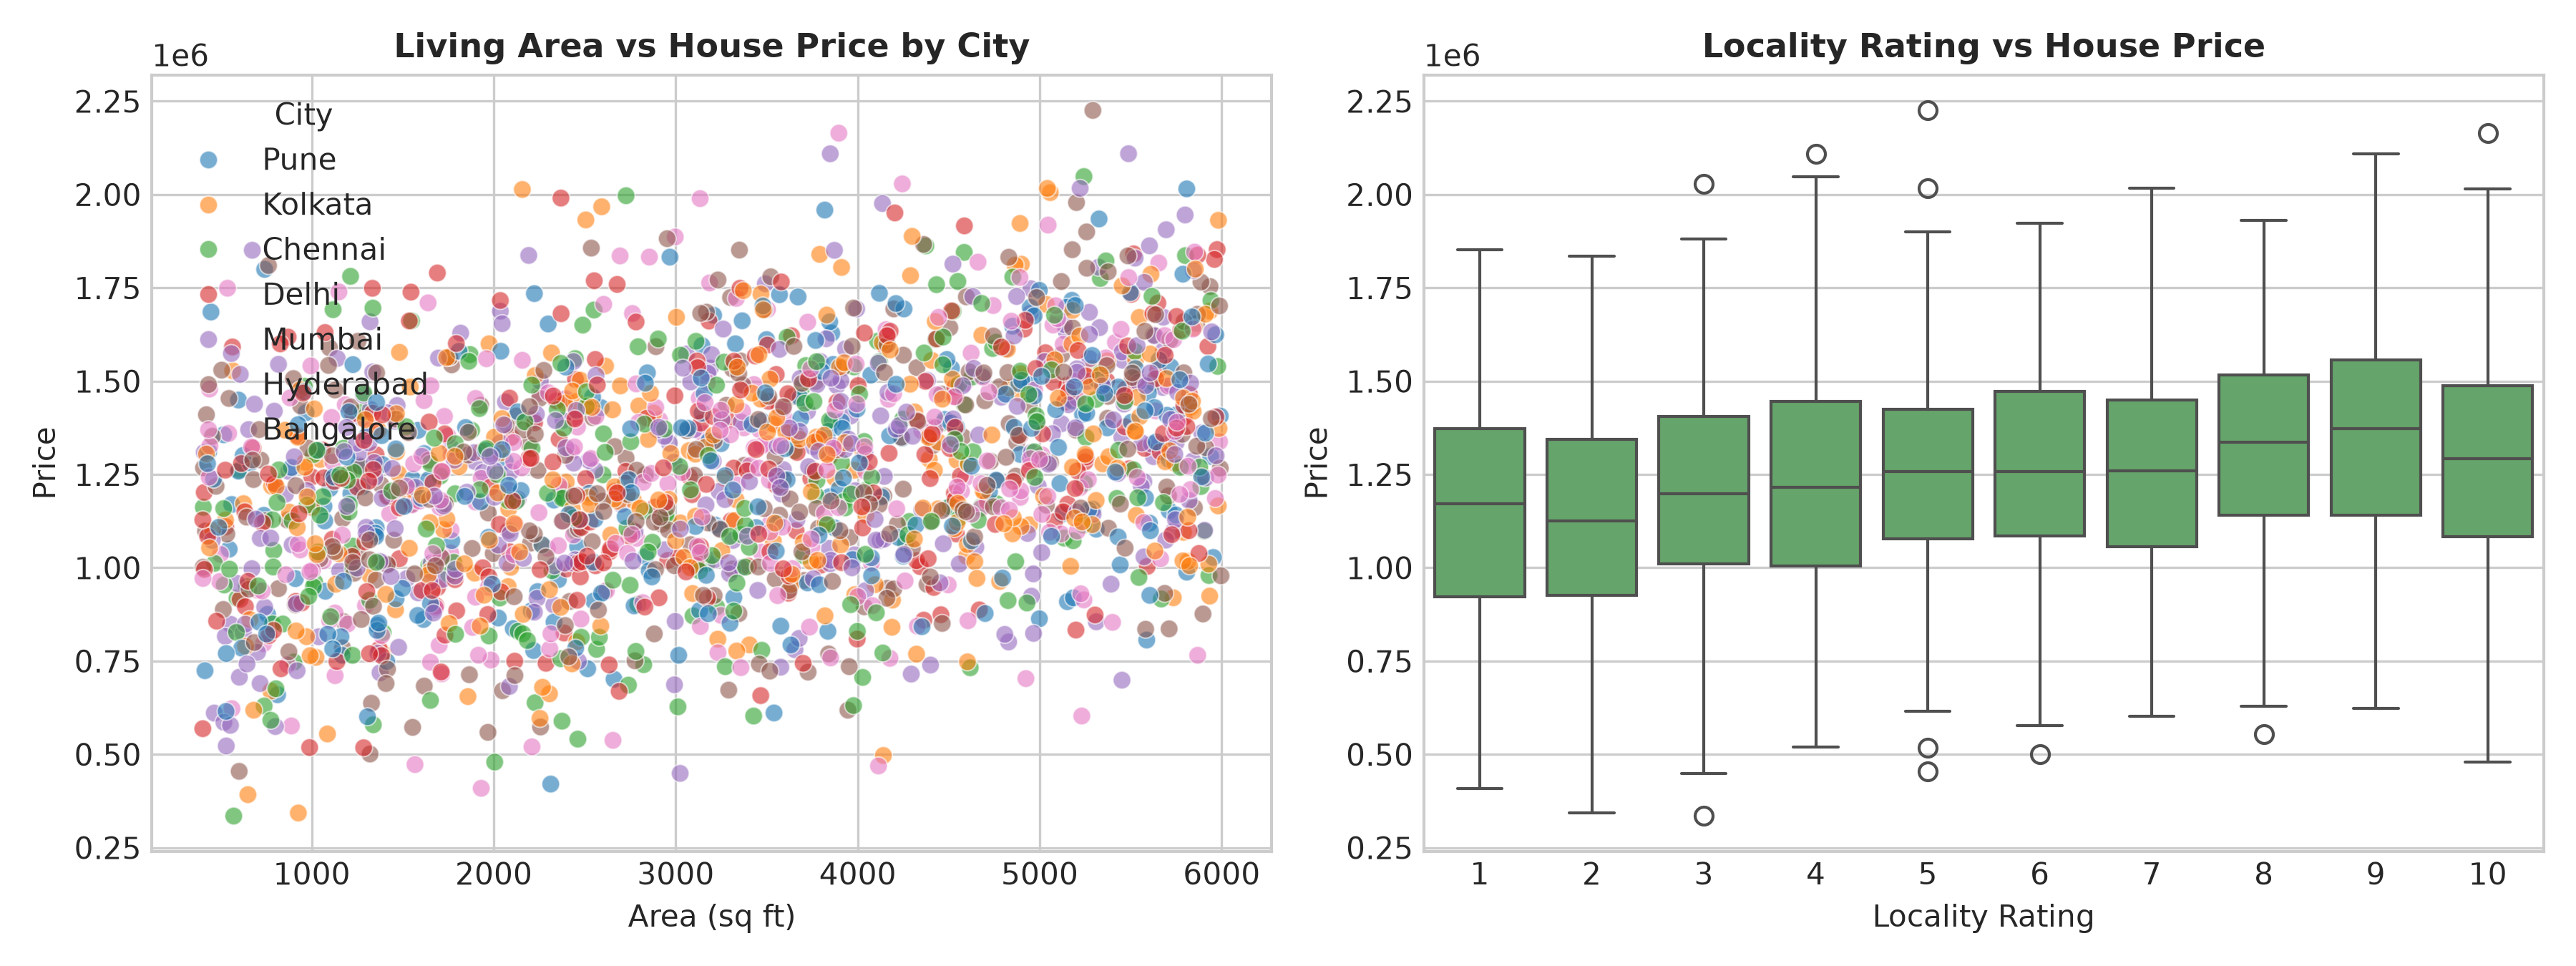 Living Area vs House Price by City
1e6
2.25
2.00
1.75
1.50
1.25
1.00
0.75
0.50
0.25
Price
City
Pune
Kolkata
Chennai
Delhi
Mumbai
Hyderabad
Bangalore
1000 2000 3000 4000 5000 6000
Area (sq ft)
Locality Rating vs House Price
1e6
2.25
2.00
1.75
1.50
1.25
1.00
0.75
0.50
0.25
Price
1 2 3 4 5 6 7 8 9 10
Locality Rating